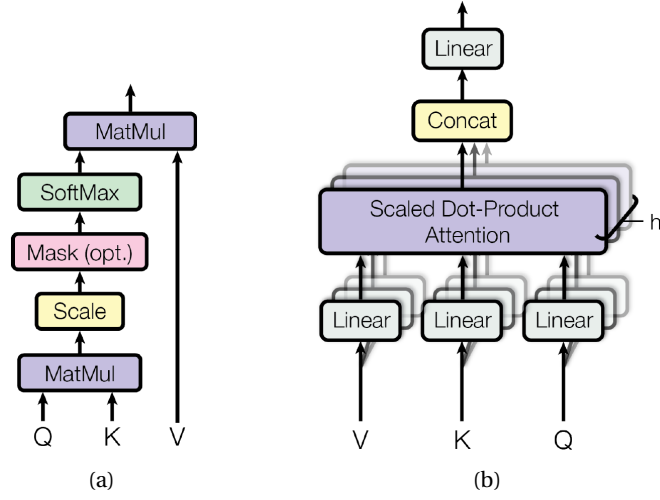 MatMul
SoftMax
Mask (opt.)
Scale
MatMul
Q K V
(a)
Linear
Concat
Scaled Dot-Product
Attention
h
Linear Linear Linear
V K Q
(b)